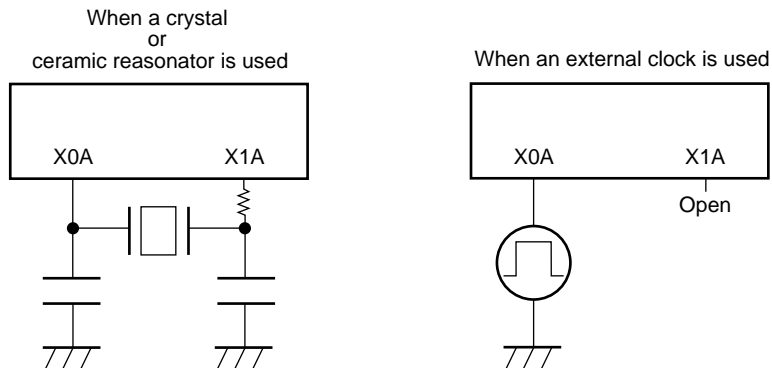 When a crystal
or
ceramic reasonator is used
X0A
X1A
When an external clock is used
X0A
X1A
Open